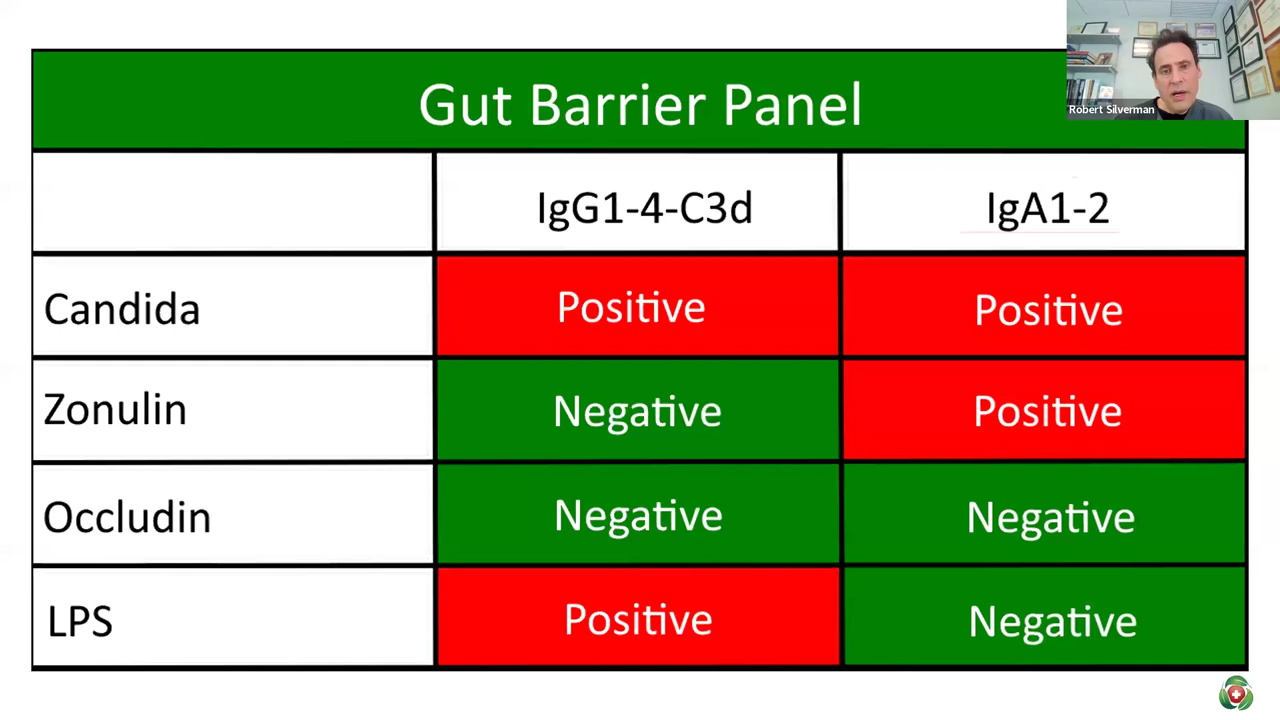 Gut Barrier Panel
Robert Silverman
IgG1-4-C3d IgA1-2
Candida Positive Positive
Zonulin Negative Positive
Occludin Negative Negative
LPS Positive Negative